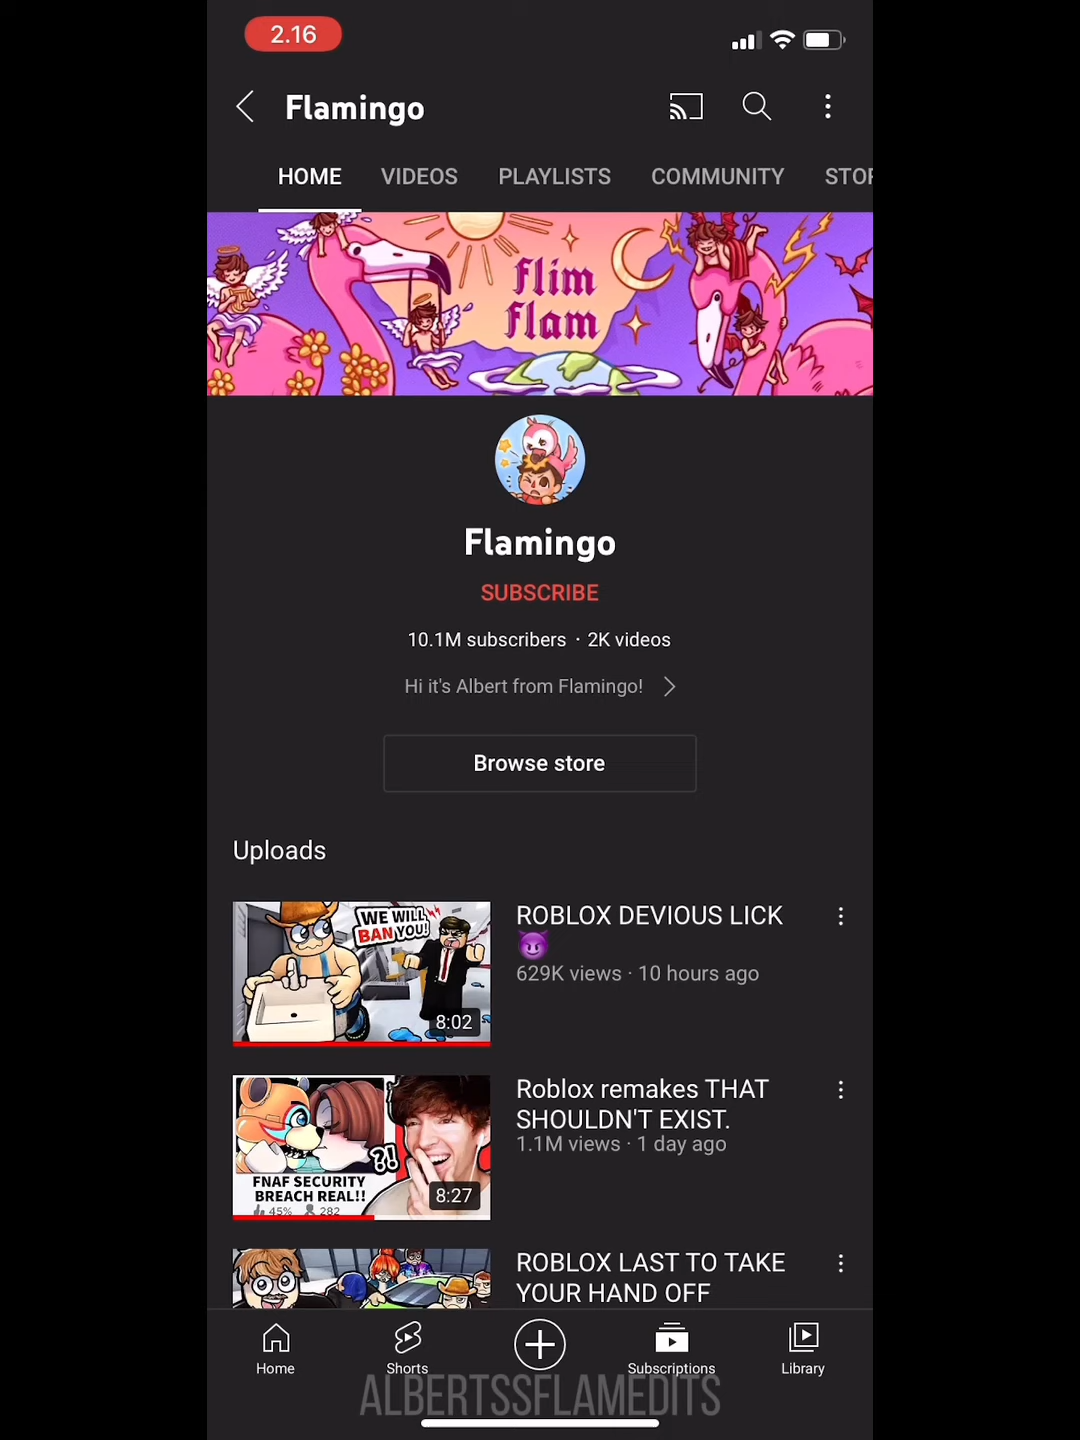 2.16
Flamingo
HOME VIDEOS PLAYLISTS COMMUNITY STOR
flim
flam
Flamingo
SUBSCRIBE
10.1M subscribers · 2K videos
Hi it's Albert from Flamingo!
Browse store
Uploads
WE WILL
BAN YOU!
8:02
ROBLOX DEVIOUS LICK
😈
629K views · 10 hours ago
?!
FNAF SECURITY
BREACH REAL!!
45% 282
8:27
Roblox remakes THAT
SHOULDN'T EXIST.
1.1M views · 1 day ago
ROBLOX LAST TO TAKE
YOUR HAND OFF
Home Shorts Subscriptions Library
ALBERTSSFLAMEDITS